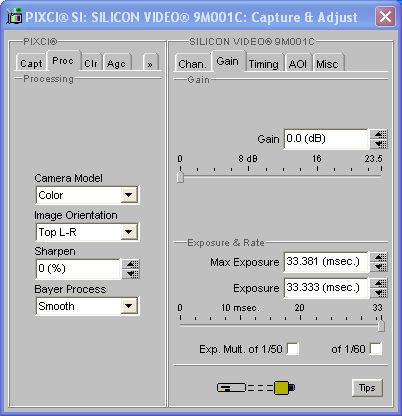 PIXCI® SI: SILICON VIDEO® 9M001C: Capture & Adjust
PIXCI®
Capt Proc Clr Agc »
Processing
Camera Model
Color
Image Orientation
Top L-R
Sharpen
0 (%)
Bayer Process
Smooth
SILICON VIDEO® 9M001C
Chan. Gain Timing AOI Misc
Gain
Gain 0.0 (dB)
0 8 dB 16 23.5
Exposure & Rate
Max Exposure 33.381 (msec.)
Exposure 33.333 (msec.)
0 10 msec. 20 33
Exp. Mult. of 1/50 of 1/60
Tips